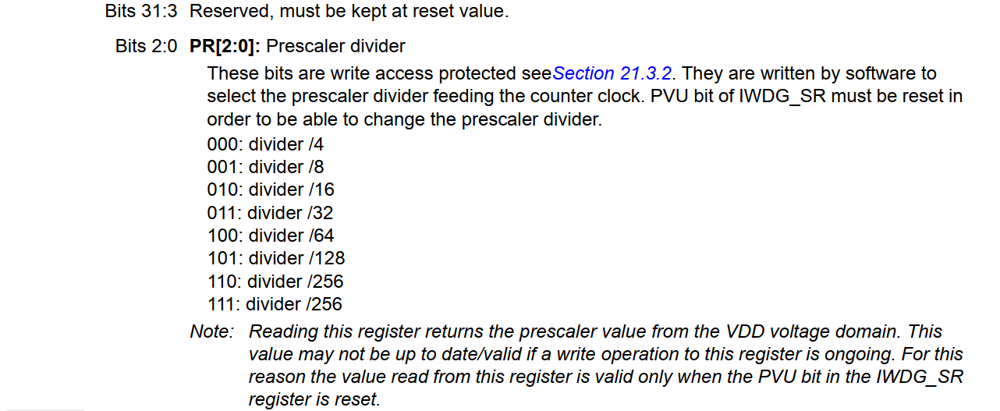 Bits 31:3 Reserved, must be kept at reset value.
Bits 2:0 PR[2:0]: Prescaler divider
These bits are write access protected seeSection 21.3.2. They are written by software to
select the prescaler divider feeding the counter clock. PVU bit of IWDG_SR must be reset in
order to be able to change the prescaler divider.
000: divider /4
001: divider /8
010: divider /16
011: divider /32
100: divider /64
101: divider /128
110: divider /256
111: divider /256
Note: Reading this register returns the prescaler value from the VDD voltage domain. This
value may not be up to date/valid if a write operation to this register is ongoing. For this
reason the value read from this register is valid only when the PVU bit in the IWDG_SR
register is reset.